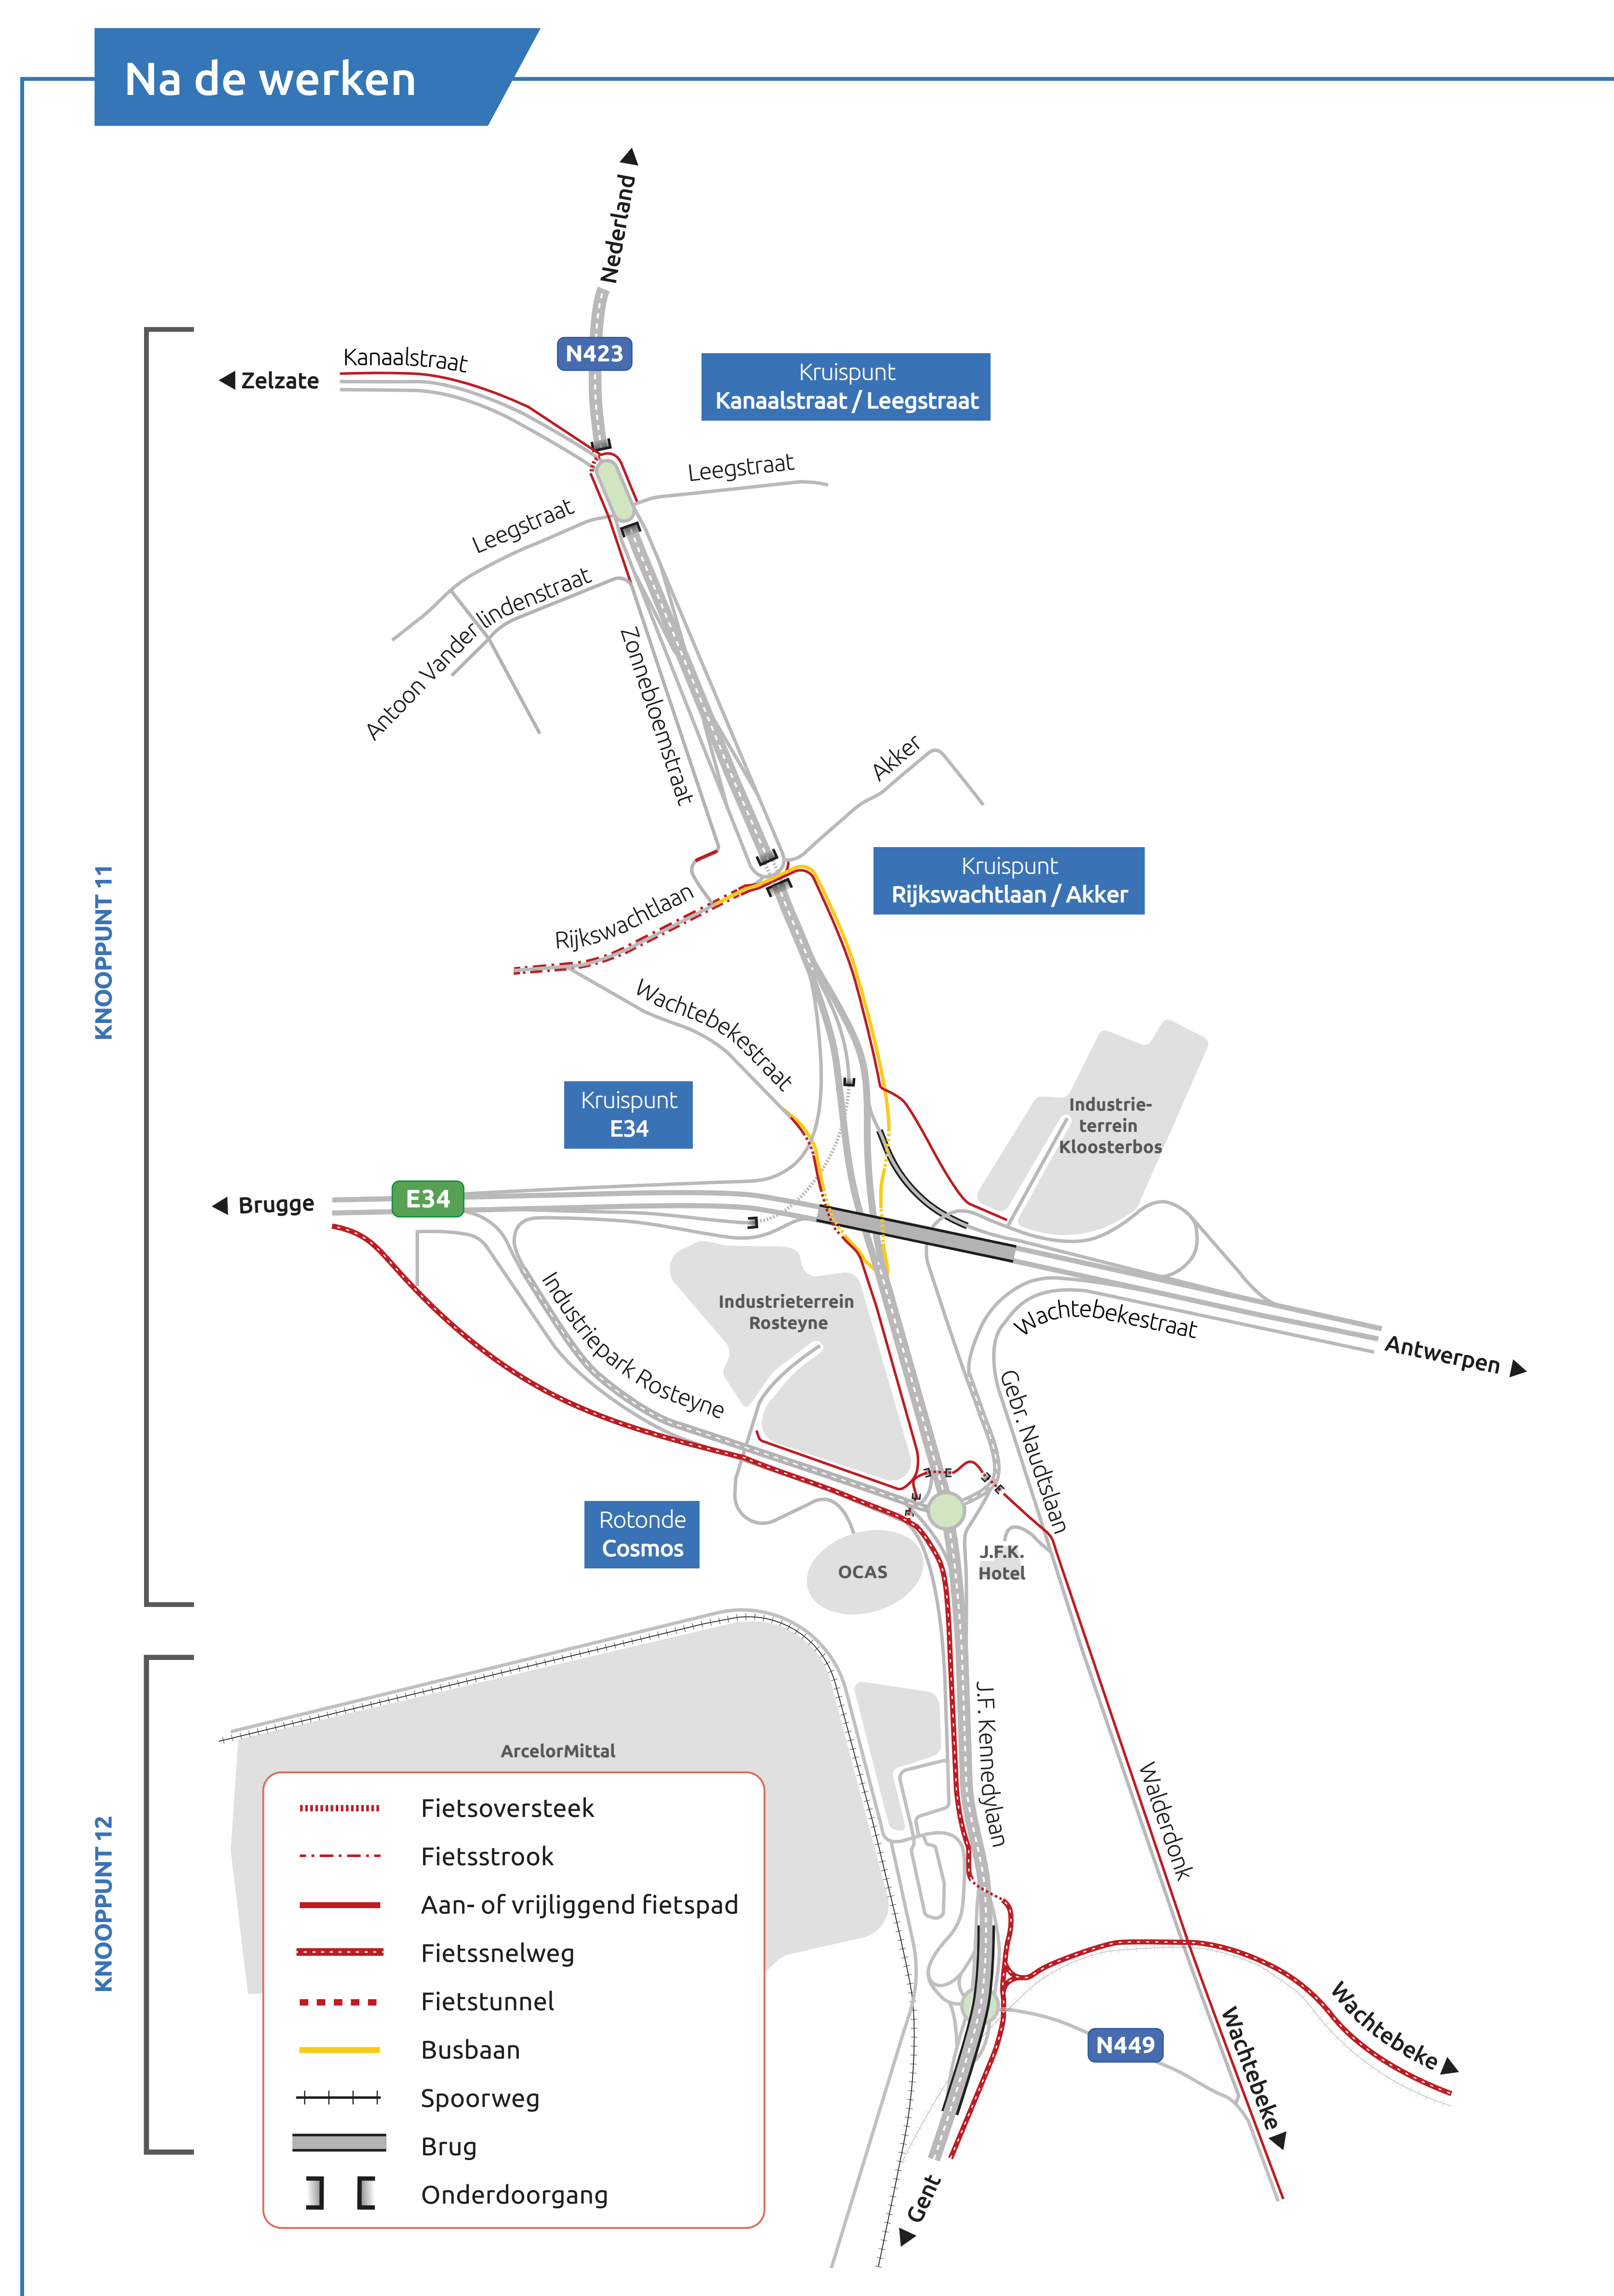 Na de werken
Nederland
N423
Kanaalstraat
Zelzate
Kruispunt
Kanaalstraat / Leegstraat
Leegstraat
Leegstraat
Antoon Vander lindenstraat
Zonnebloemstraat
Akker
Kruispunt
Rijkswachtlaan / Akker
KNOOPPUNT 11
Rijkswachtlaan
Wachtebekestraat
Kruispunt
E34
Industrie-
terrein
Kloosterbos
Brugge
E34
Industrieterrein
Rosteyne
Industriepark Rosteyne
Wachtebekestraat
Antwerpen
Gebr. Naudtslaan
Rotonde
Cosmos
OCAS
J.F.K.
Hotel
J.F. Kennedylaan
ArcelorMittal
Walderdonk
KNOOPPUNT 12
Fietsoversteek
Fietsstrook
Aan- of vrijliggend fietspad
Fietssnelweg
Fietstunnel
Busbaan
Spoorweg
Brug
Onderdoorgang
N449
Wachtebeke
Wachtebeke
Gent